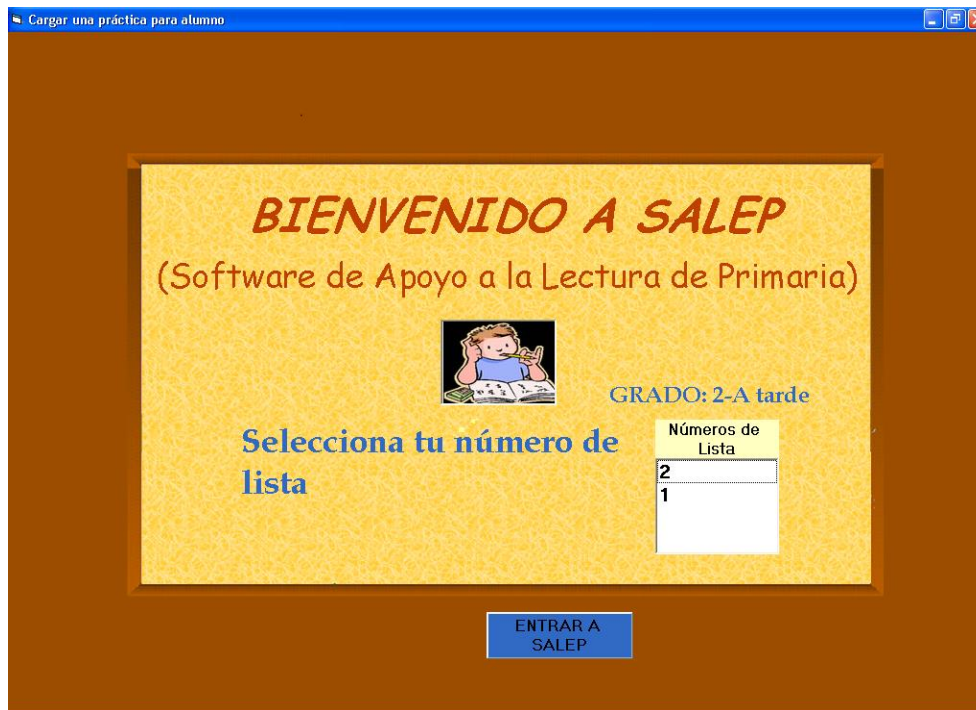 Cargar una práctica para alumno
BIENVENIDO A SALEP
(Software de Apoyo a la Lectura de Primaria)
GRADO: 2-A tarde
Selecciona tu número de
lista
Números de
Lista
2
1
ENTRAR A
SALEP